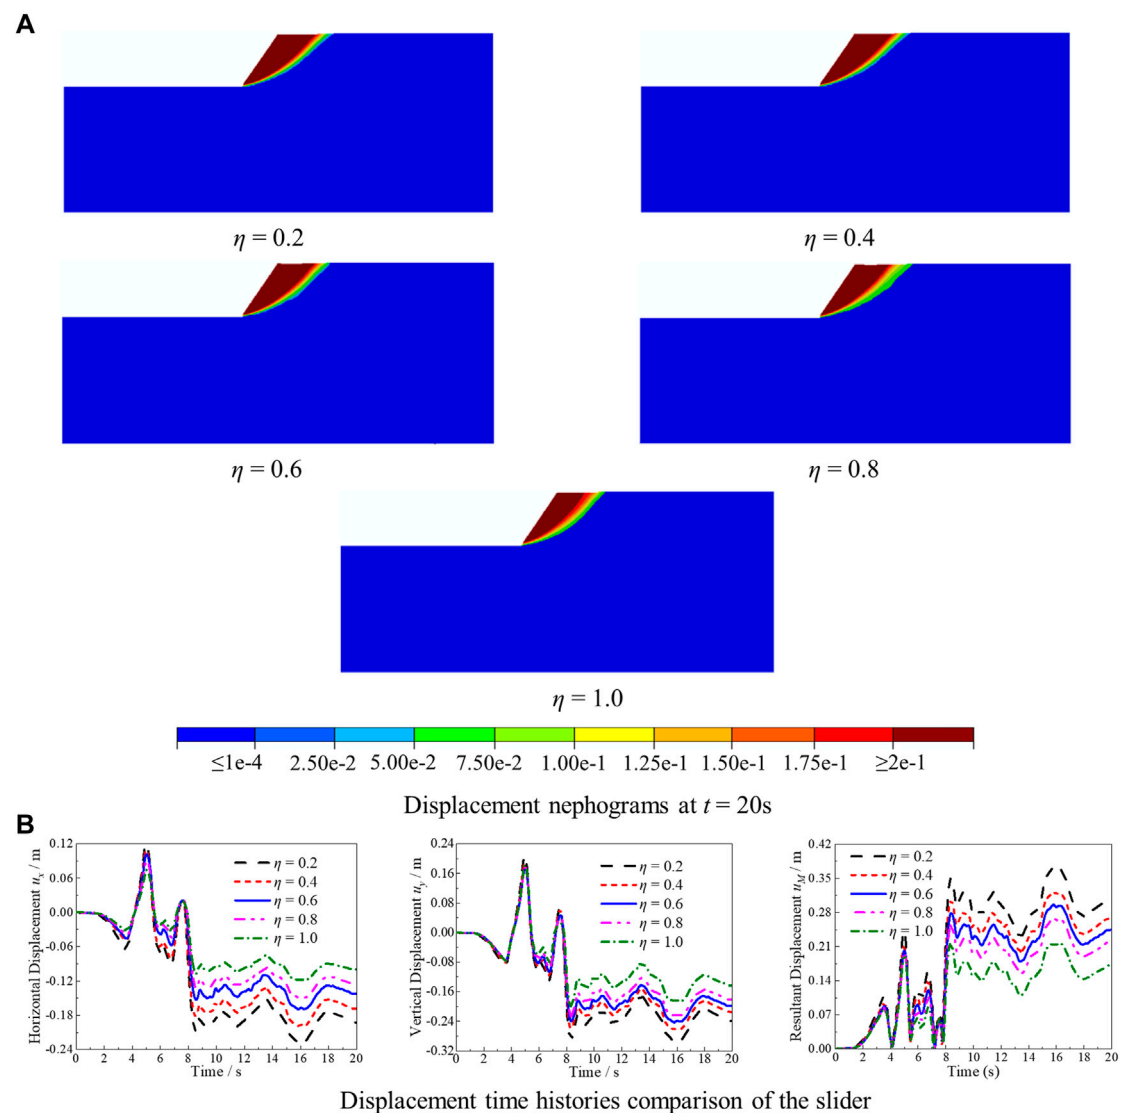 A
η = 0.2
η = 0.4
η = 0.6
η = 0.8
η = 1.0
≤1e-4 2.50e-2 5.00e-2 7.50e-2 1.00e-1 1.25e-1 1.50e-1 1.75e-1 ≥2e-1
Displacement nephograms at t = 20s
B
Horizontal Displacement uₓ / m
0.12
0.06
0.00
-0.06
-0.12
-0.18
-0.24
η = 0.2
η = 0.4
η = 0.6
η = 0.8
η = 1.0
0 2 4 6 8 10 12 14 16 18 20
Time / s
Vertical Displacement u_y / m
0.24
0.16
0.08
0.00
-0.08
-0.16
-0.24
-0.32
η = 0.2
η = 0.4
η = 0.6
η = 0.8
η = 1.0
0 2 4 6 8 10 12 14 16 18 20
Time / s
Resultant Displacement u_M / m
0.42
0.35
0.28
0.21
0.14
0.07
0.00
η = 0.2
η = 0.4
η = 0.6
η = 0.8
η = 1.0
0 2 4 6 8 10 12 14 16 18 20
Time (s)
Displacement time histories comparison of the slider